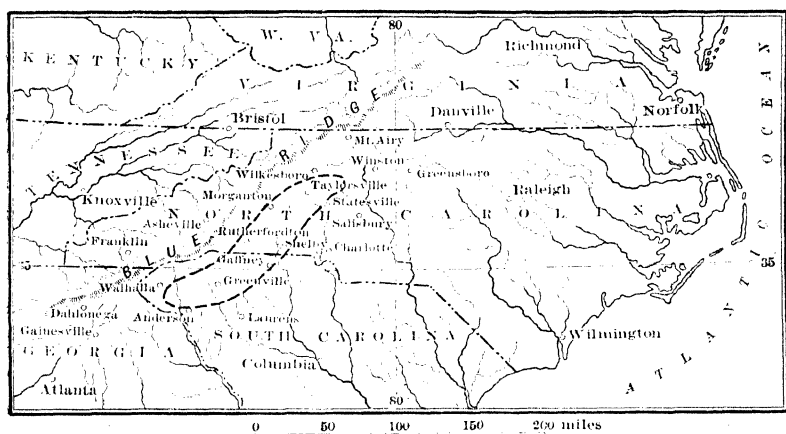 80
W. VA.
KENTUCKY
Richmond
VIRGINIA
OCEAN
Bristol
Danville
Norfolk
RIDGE
Mt. Airy
TENNESSEE
Winston
Wilkesboro
Greensboro
Taylorsville
Knoxville
Morganton
Statesville
Raleigh
NORTH CAROLINA
Asheville
Salisbury
Rutherfordton
Franklin
BLUE
Shelby
Charlotte
Gaffney
35
Walhalla
Greenville
ATLANTIC
Dahlonega
Anderson
Laurens
Gainesville
SOUTH CAROLINA
Wilmington
GEORGIA
Columbia
Atlanta
80
0 50 100 150 200 miles